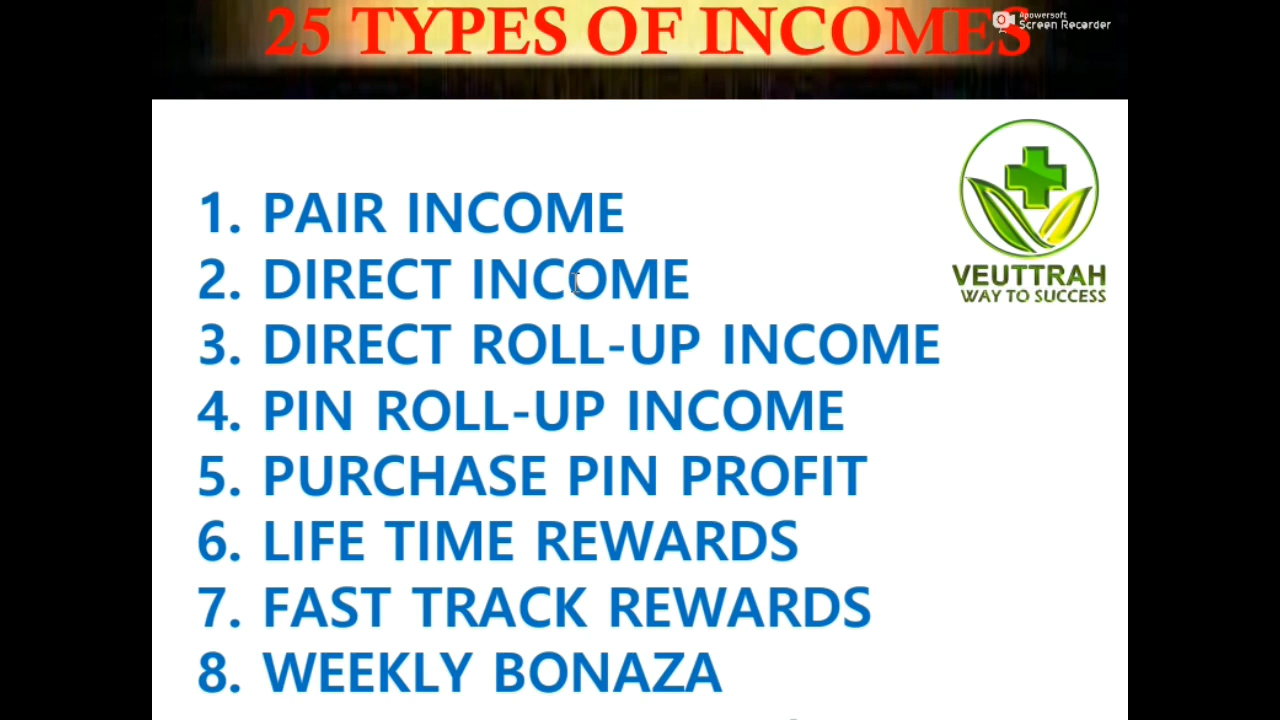 25 TYPES OF INCOMES
Apowersoft
Screen Recorder
1. PAIR INCOME
2. DIRECT INCOME
3. DIRECT ROLL-UP INCOME
4. PIN ROLL-UP INCOME
5. PURCHASE PIN PROFIT
6. LIFE TIME REWARDS
7. FAST TRACK REWARDS
8. WEEKLY BONAZA
VEUTTRAH
WAY TO SUCCESS